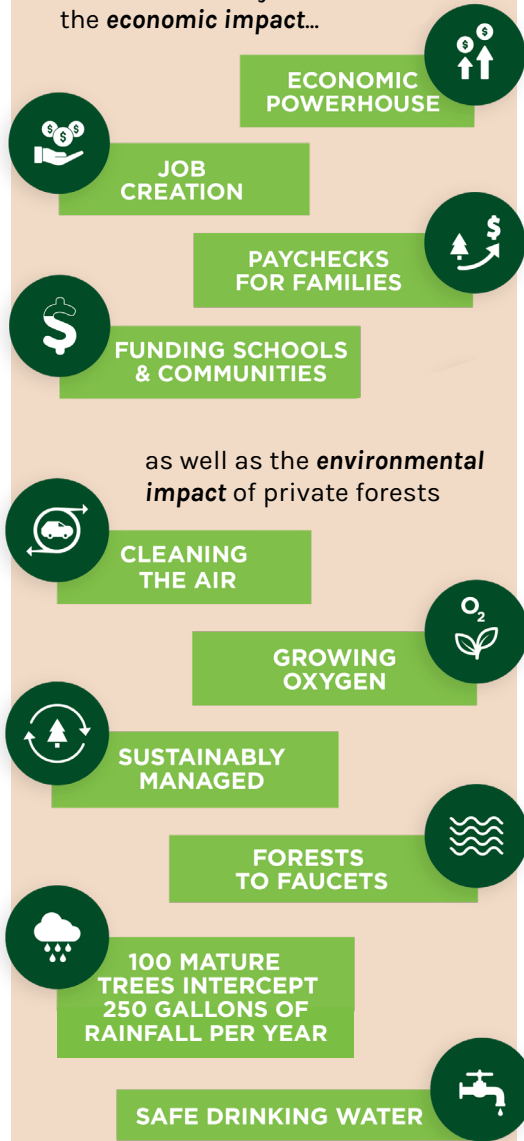 the economic impact...
$ $
ECONOMIC
POWERHOUSE
$ $ $
JOB
CREATION
$
PAYCHECKS
FOR FAMILIES
$
FUNDING SCHOOLS
& COMMUNITIES
as well as the environmental
impact of private forests
CLEANING
THE AIR
O2
GROWING
OXYGEN
SUSTAINABLY
MANAGED
FORESTS
TO FAUCETS
100 MATURE
TREES INTERCEPT
250 GALLONS OF
RAINFALL PER YEAR
SAFE DRINKING WATER